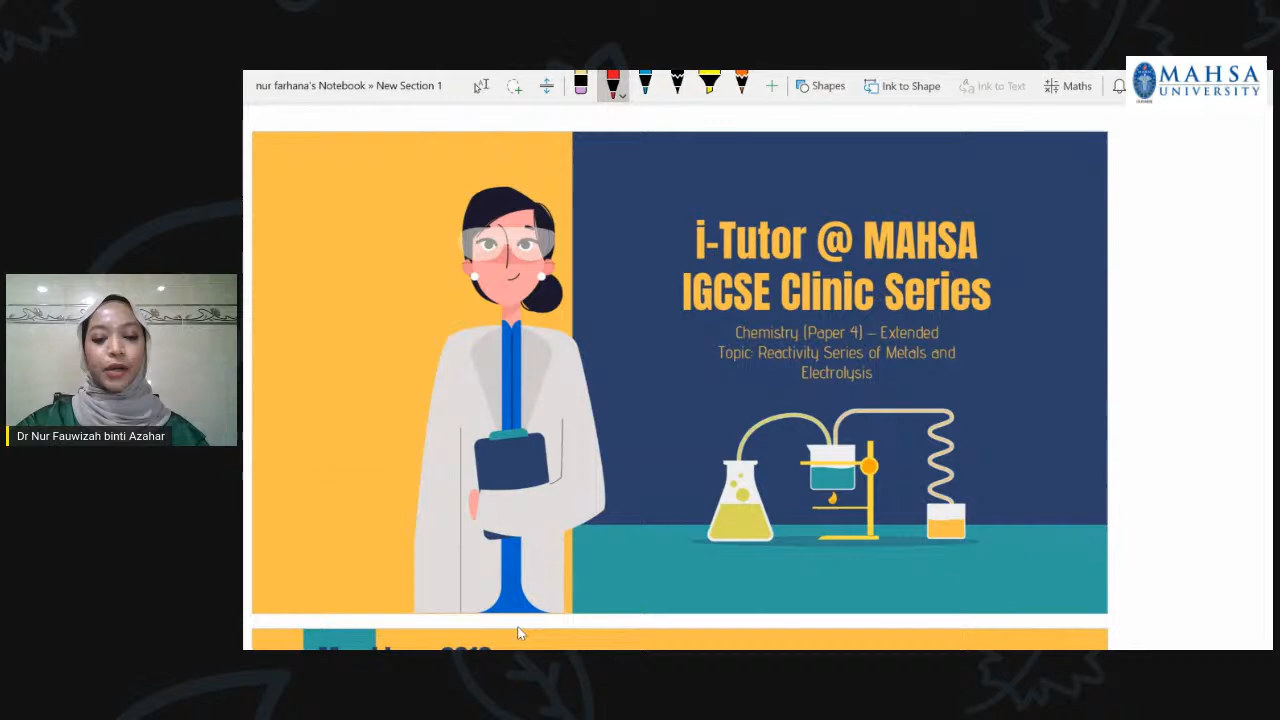 nur farhana's Notebook » New Section 1
Shapes
Ink to Shape
Ink to Text
Maths
MAHSA
UNIVERSITY
i-Tutor @ MAHSA
IGCSE Clinic Series
Chemistry (Paper 4) – Extended
Topic: Reactivity Series of Metals and
Electrolysis
Dr Nur Fauwizah binti Azahar